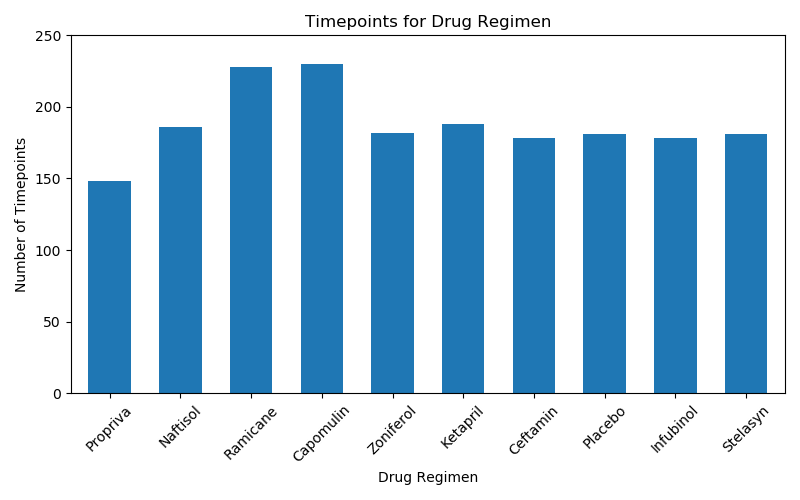 Timepoints for Drug Regimen
250
200
150
100
50
0
Number of Timepoints
Propriva
Naftisol
Ramicane
Capomulin
Zoniferol
Ketapril
Ceftamin
Placebo
Infubinol
Stelasyn
Drug Regimen